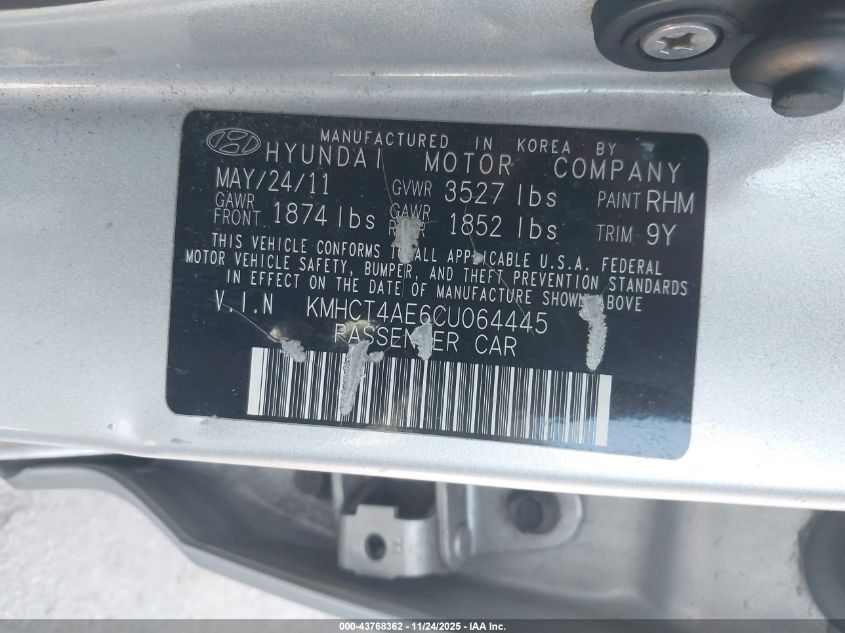 MANUFACTURED IN KOREA BY
HYUNDAI MOTOR COMPANY
MAY/24/11 GVWR 3527 lbs PAINT RHM
GAWR FRONT 1874 lbs GAWR 1852 lbs TRIM 9Y
THIS VEHICLE CONFORMS TO ALL APPLICABLE U.S.A. FEDERAL
MOTOR VEHICLE SAFETY, BUMPER, AND THEFT PREVENTION STANDARDS
IN EFFECT ON THE DATE OF MANUFACTURE SHOWN ABOVE
V.I.N KMHCT4AE6CU064445
PASSENGER CAR
000-43768362 - 11/24/2025 - IAA Inc.